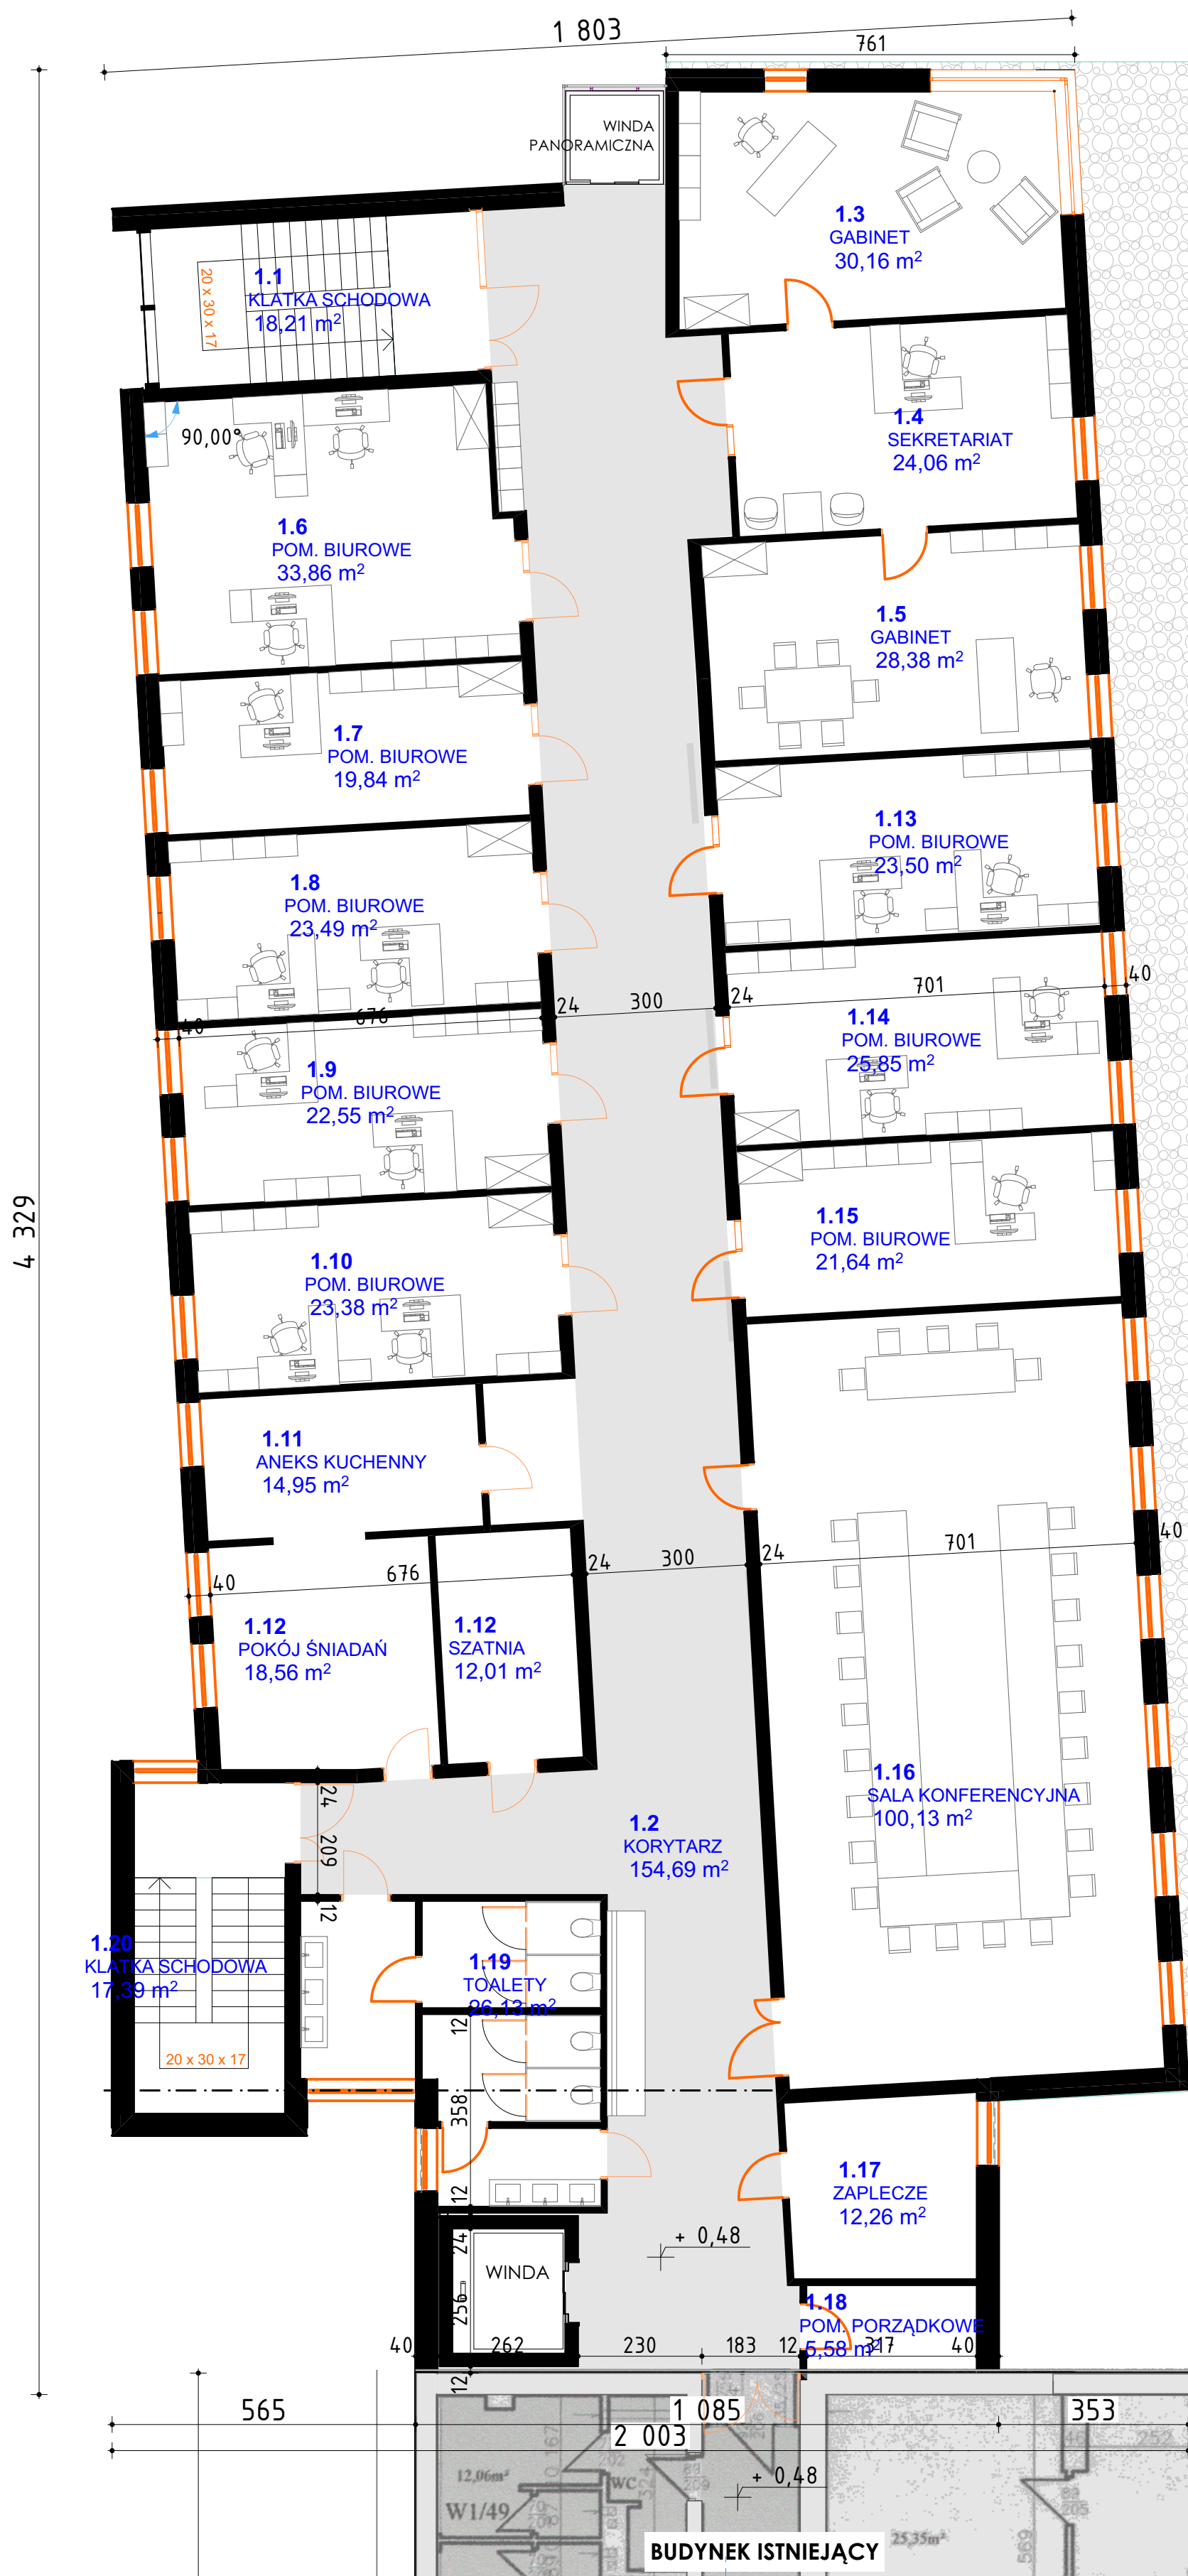 1 803
761
WINDA
PANORAMICZNA
1.3
GABINET
30,16 m²
20 x 30 x 17
1.1
KLATKA SCHODOWA
18,21 m²
90,00°
1.4
SEKRETARIAT
24,06 m²
1.6
POM. BIUROWE
33,86 m²
1.5
GABINET
28,38 m²
1.7
POM. BIUROWE
19,84 m²
1.13
POM. BIUROWE
23,50 m²
1.8
POM. BIUROWE
23,49 m²
40
676
24
300
24
701
40
1.14
POM. BIUROWE
25,85 m²
1.9
POM. BIUROWE
22,55 m²
4 329
1.15
POM. BIUROWE
21,64 m²
1.10
POM. BIUROWE
23,38 m²
1.11
ANEKS KUCHENNY
14,95 m²
40
676
24
300
24
701
40
1.12
POKÓJ ŚNIADAŃ
18,56 m²
1.12
SZATNIA
12,01 m²
1.16
SALA KONFERENCYJNA
100,13 m²
24
209
12
1.2
KORYTARZ
154,69 m²
1.20
KLATKA SCHODOWA
17,39 m²
1.19
TOALETY
26,13 m²
12
20 x 30 x 17
358
12
1.17
ZAPLECZE
12,26 m²
24
+ 0,48
WINDA
256
1.18
POM. PORZĄDKOWE
5,58 m²
40
262
230
183
12
317
40
12
565
1 085
353
2 003
252
12,06m²
WC
+ 0,48
W1/49
25,35m²
569
BUDYNEK ISTNIEJĄCY